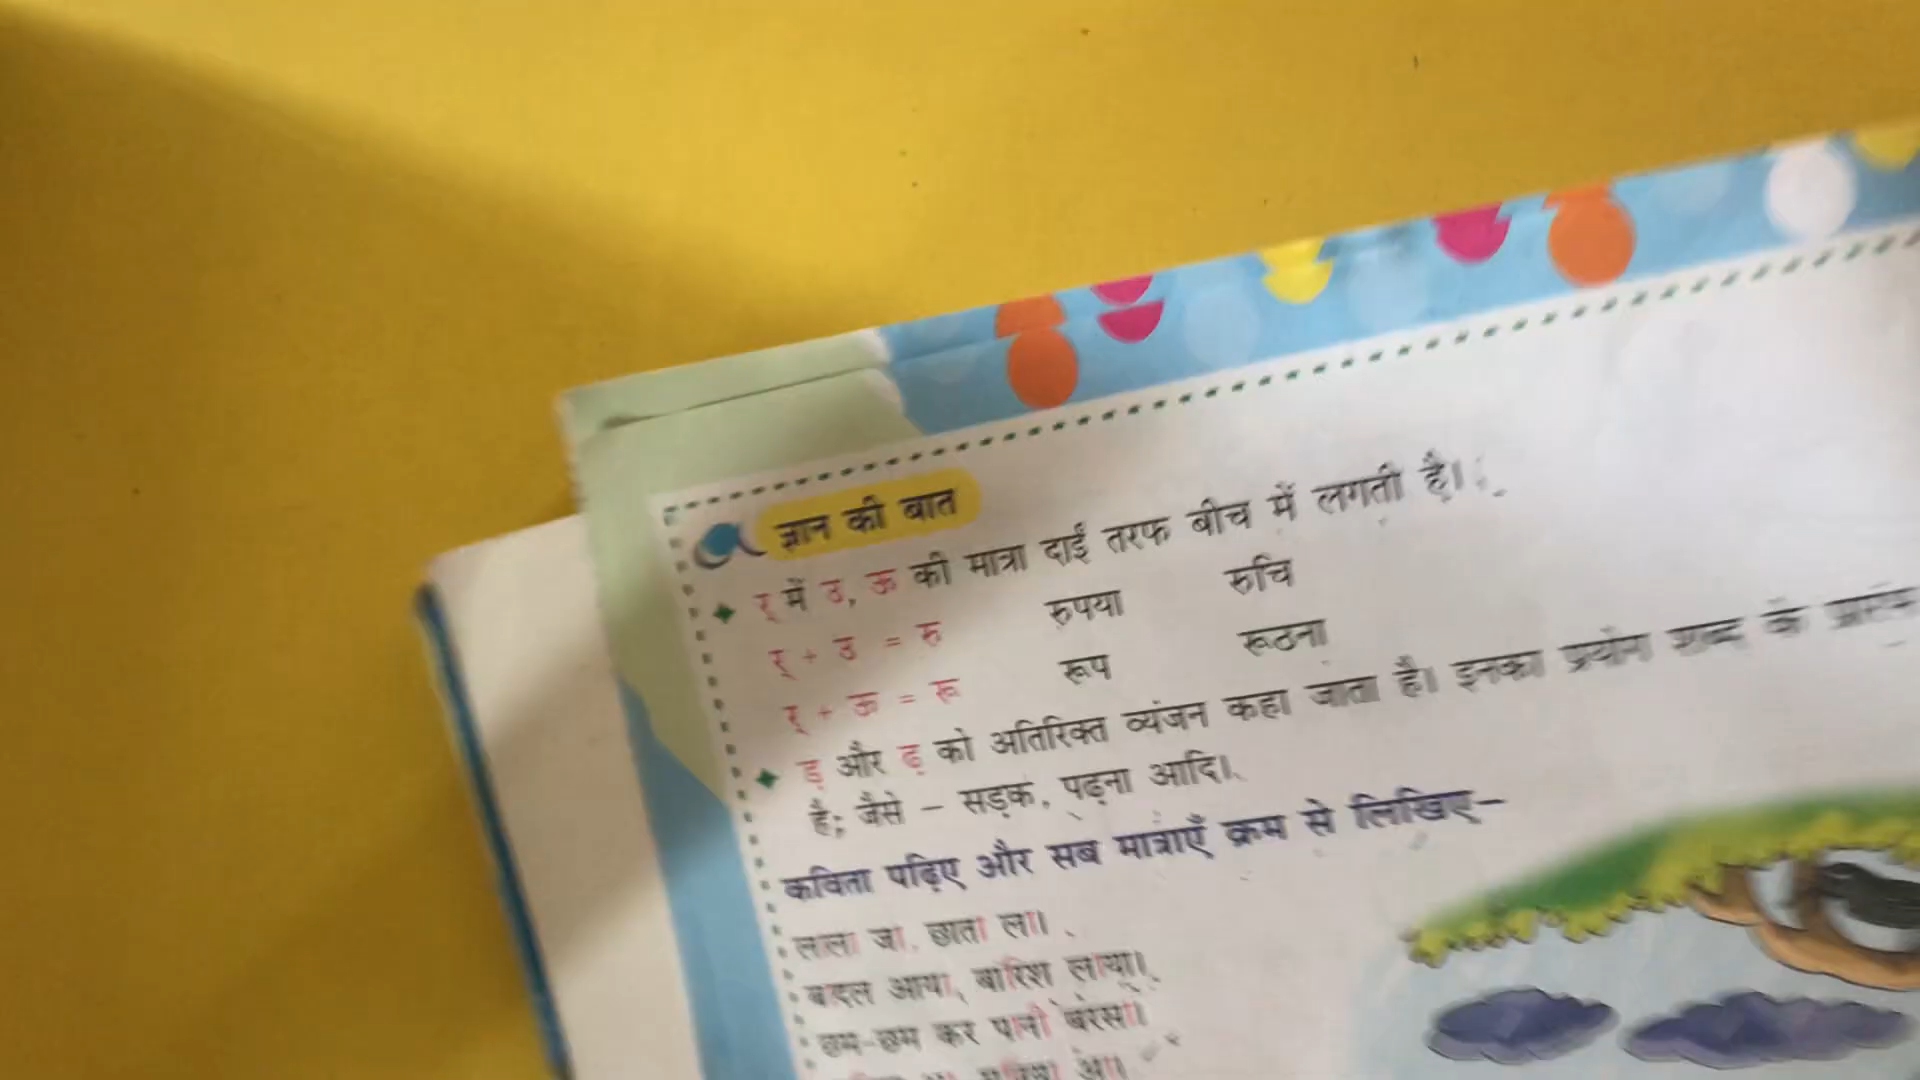 ज्ञान की बात
र् में उ, ऊ की मात्रा दाईं तरफ बीच में लगती है।
र् + उ = रु रुपया रुचि
र् + ऊ = रू रूप रूठना
ड़ और ढ़ को अतिरिक्त व्यंजन कहा जाता है। इनका प्रयोग शब्द के
है; जैसे – सड़क, पढ़ना आदि।
कविता पढ़िए और सब मात्राएँ क्रम से लिखिए–
लाला जा, छाता ला।
बादल आया, बारिश लाया।
छम-छम कर पानी बरसा।